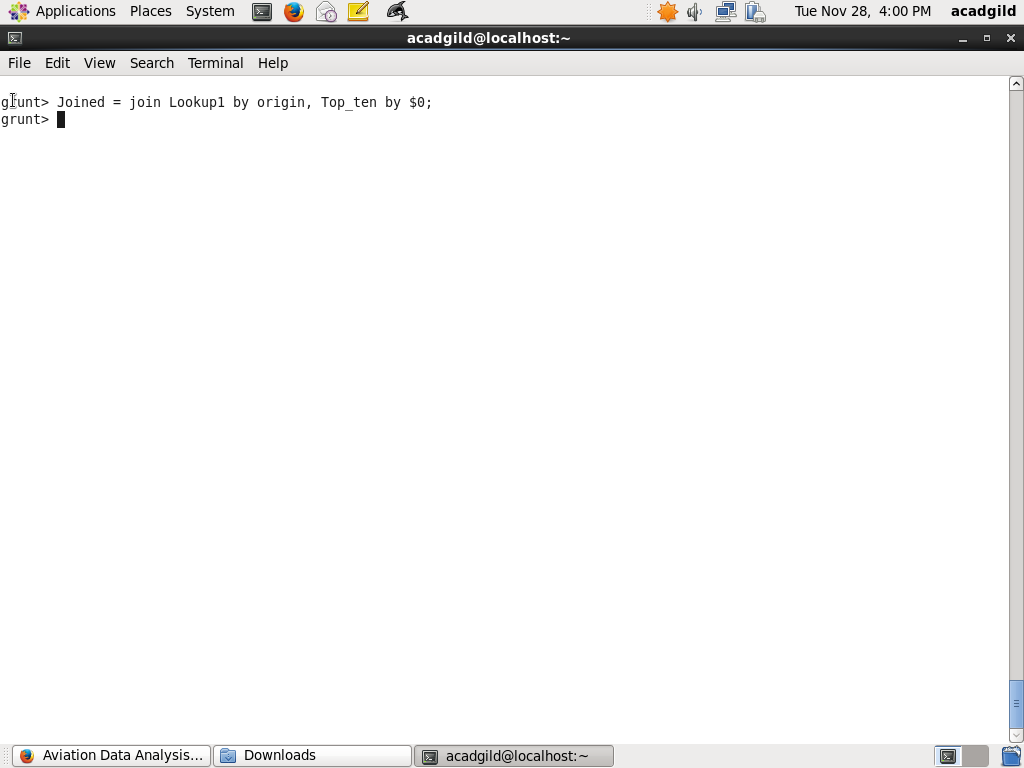 Applications Places System Tue Nov 28, 4:00 PM acadgild
acadgild@localhost:~
File Edit View Search Terminal Help
grunt> Joined = join Lookup1 by origin, Top_ten by $0;
grunt>
Aviation Data Analysis... Downloads acadgild@localhost:~